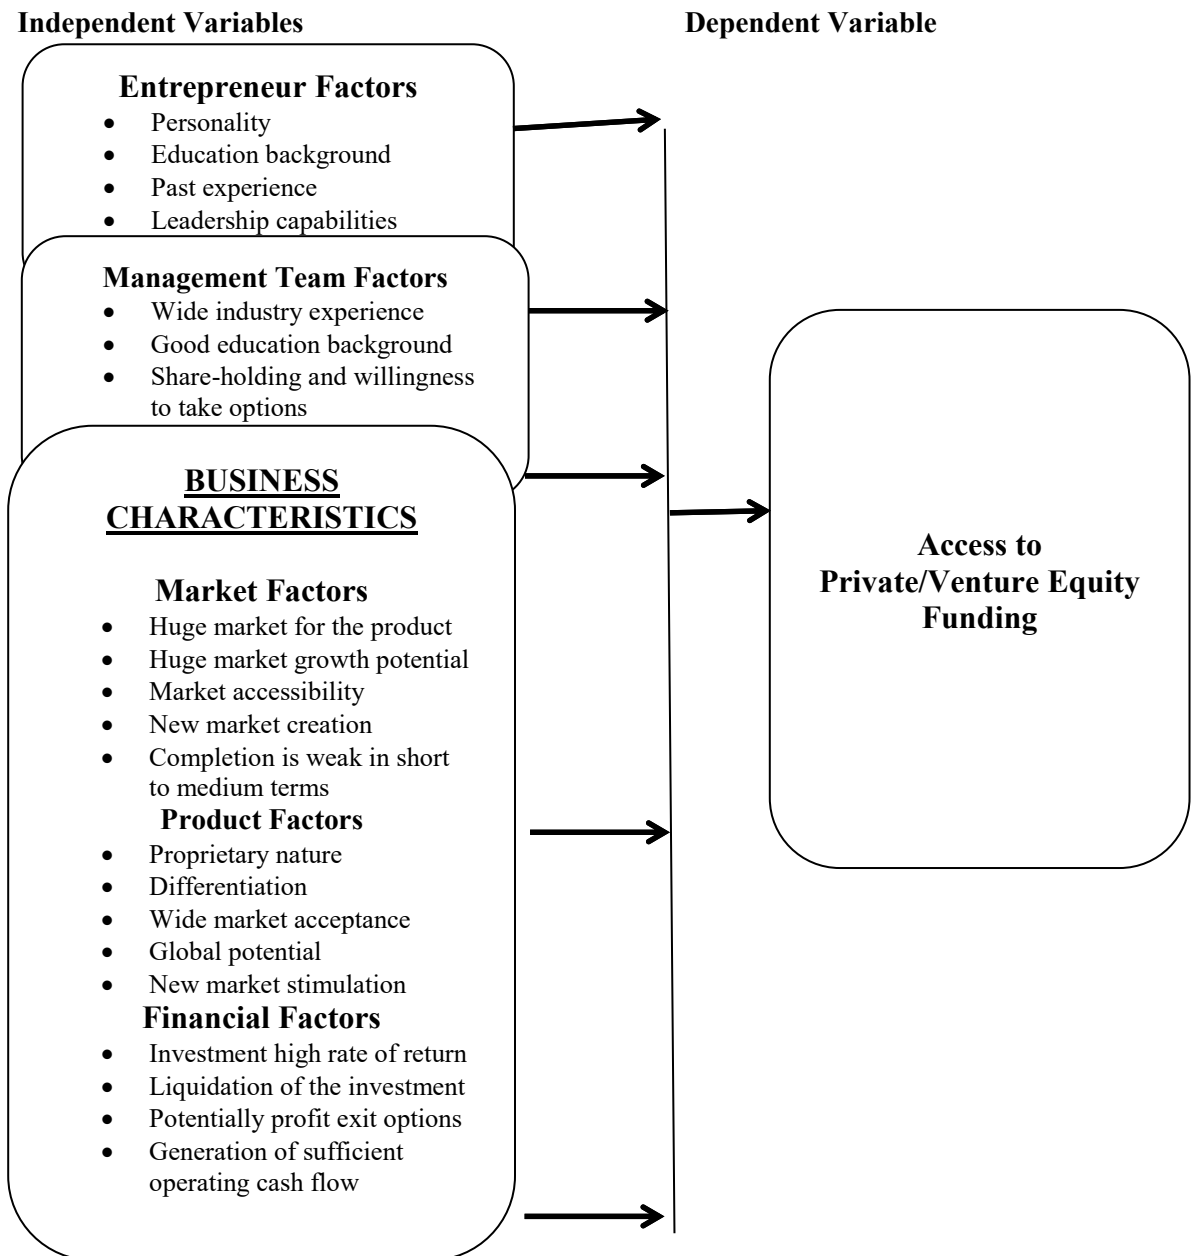 Independent Variables
Dependent Variable
Entrepreneur Factors
• Personality
• Education background
• Past experience
• Leadership capabilities
Management Team Factors
• Wide industry experience
• Good education background
• Share-holding and willingness
to take options
BUSINESS
CHARACTERISTICS
Market Factors
• Huge market for the product
• Huge market growth potential
• Market accessibility
• New market creation
• Completion is weak in short
to medium terms
Product Factors
• Proprietary nature
• Differentiation
• Wide market acceptance
• Global potential
• New market stimulation
Financial Factors
• Investment high rate of return
• Liquidation of the investment
• Potentially profit exit options
• Generation of sufficient
operating cash flow
Access to
Private/Venture Equity
Funding